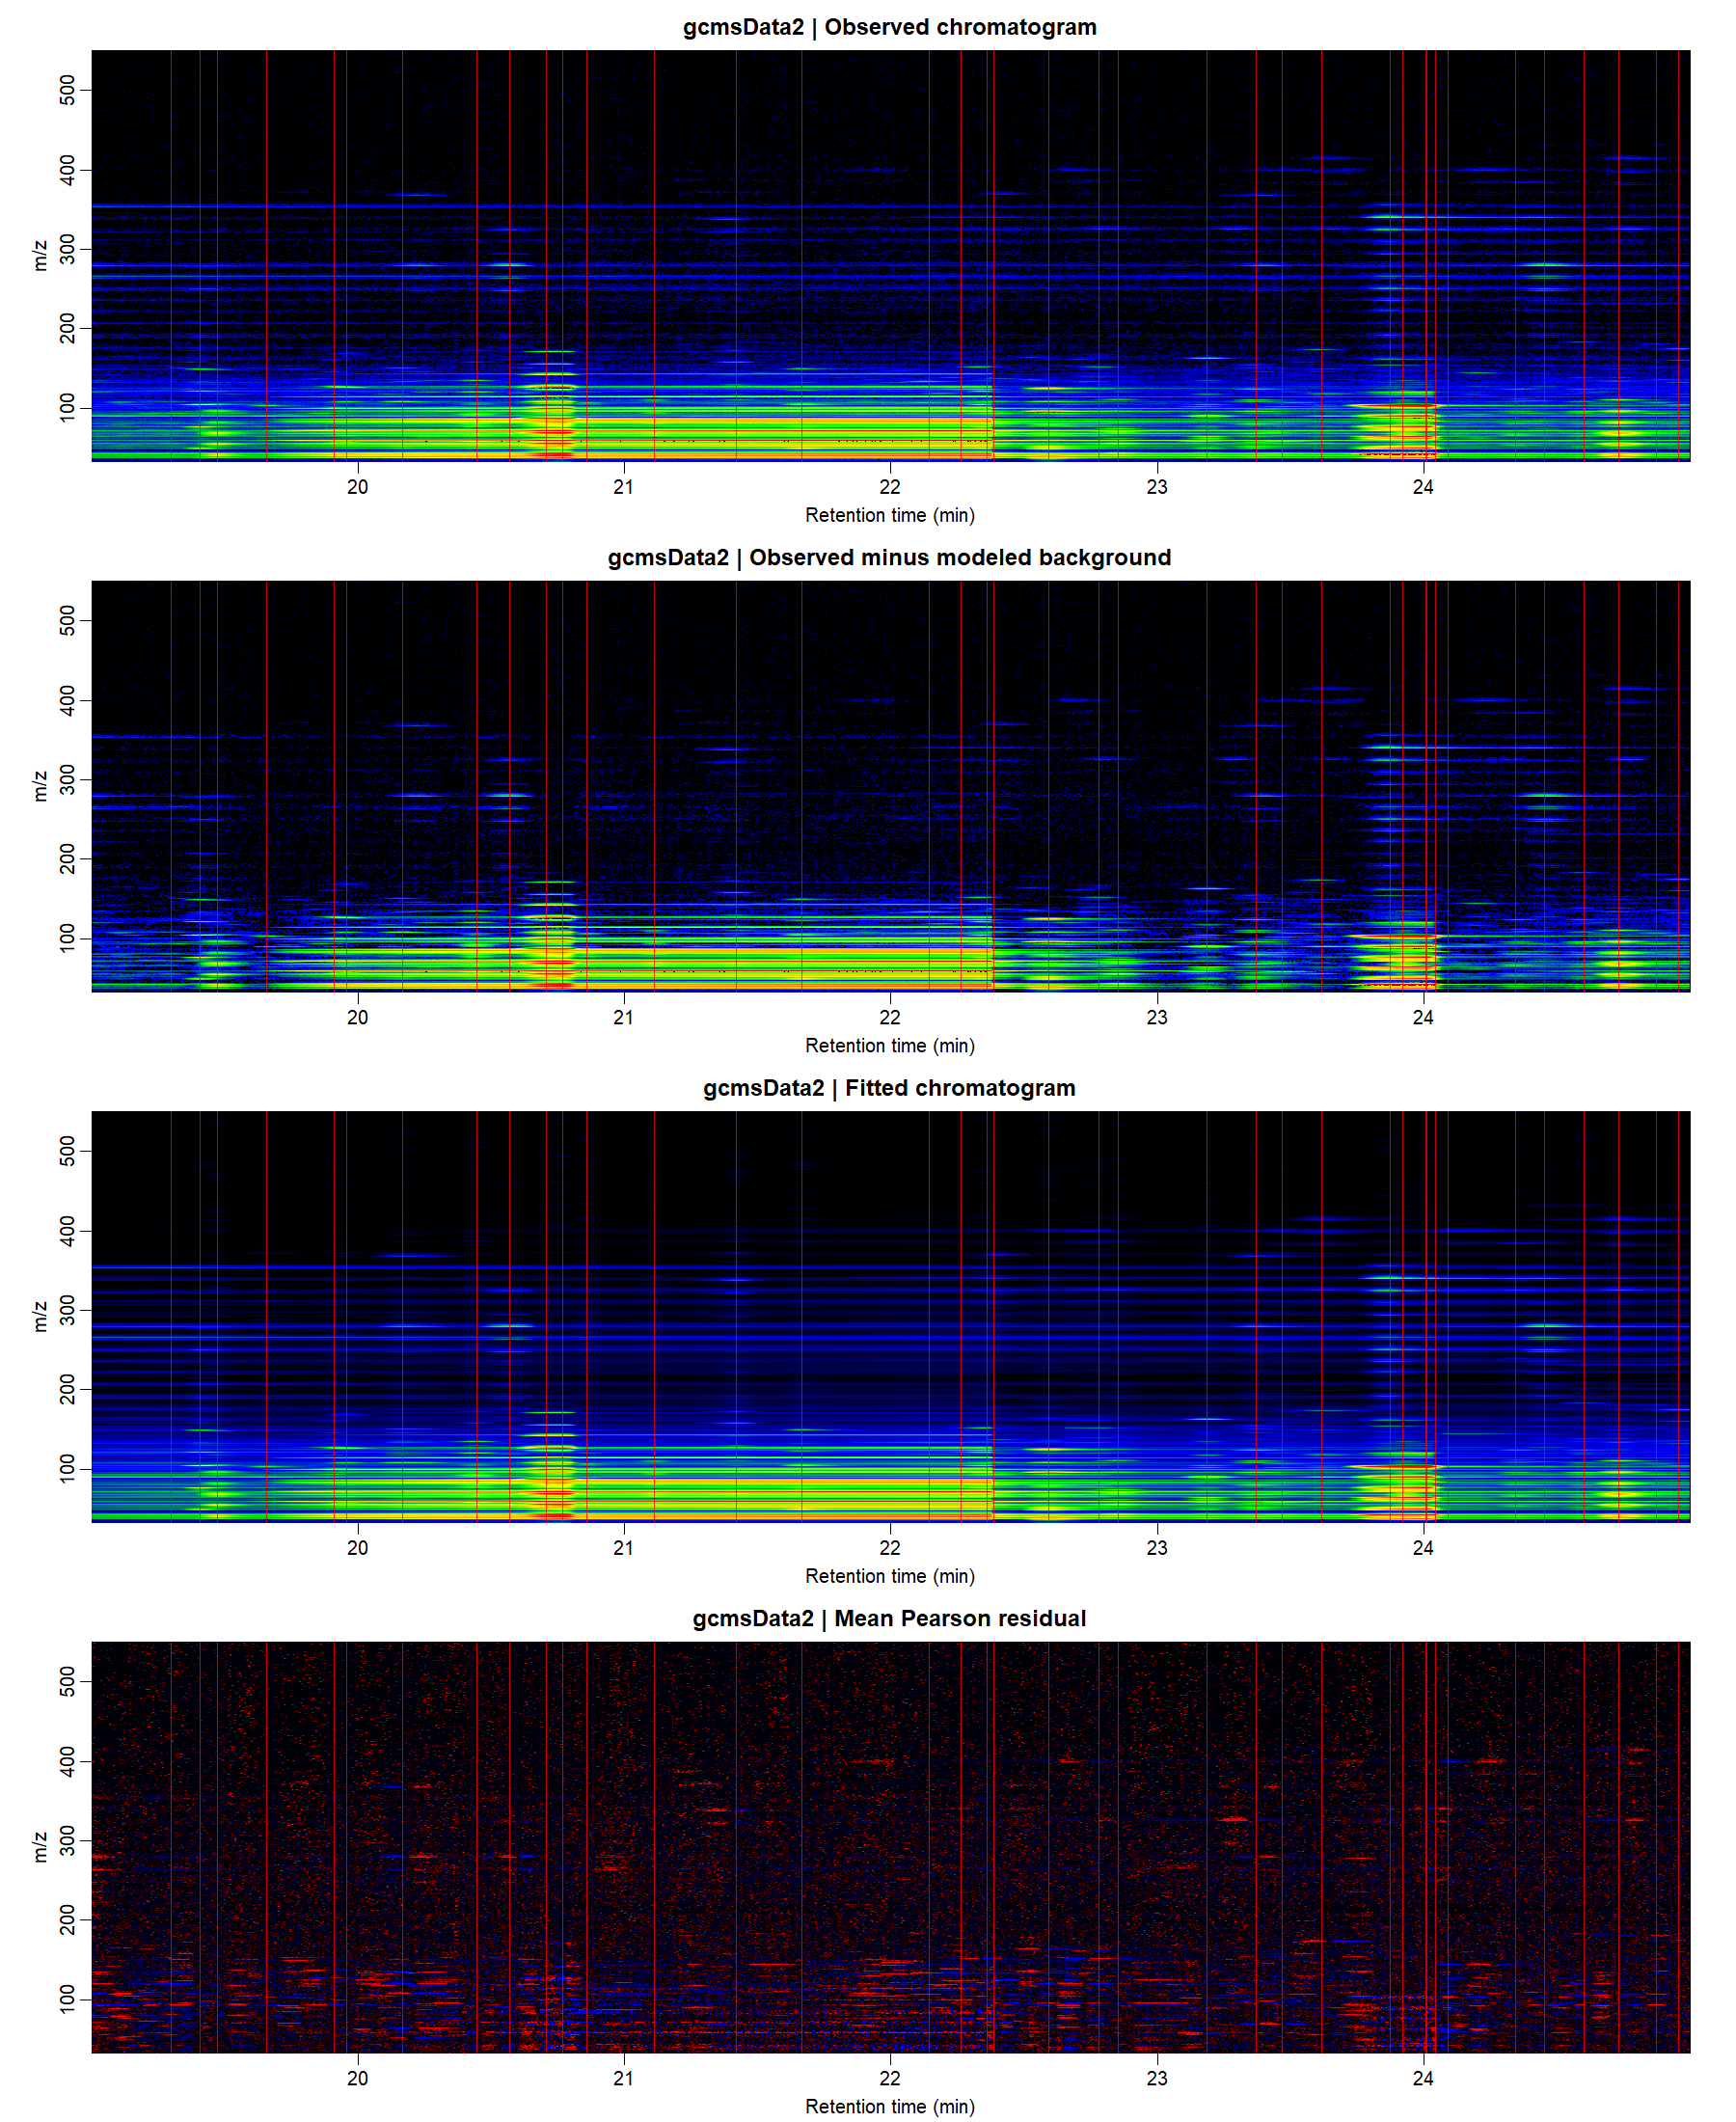 gcmsData2 | Observed chromatogram
500
400
300
200
100
m/z
20 21 22 23 24
Retention time (min)
gcmsData2 | Observed minus modeled background
500
400
300
200
100
m/z
20 21 22 23 24
Retention time (min)
gcmsData2 | Fitted chromatogram
500
400
300
200
100
m/z
20 21 22 23 24
Retention time (min)
gcmsData2 | Mean Pearson residual
500
400
300
200
100
m/z
20 21 22 23 24
Retention time (min)